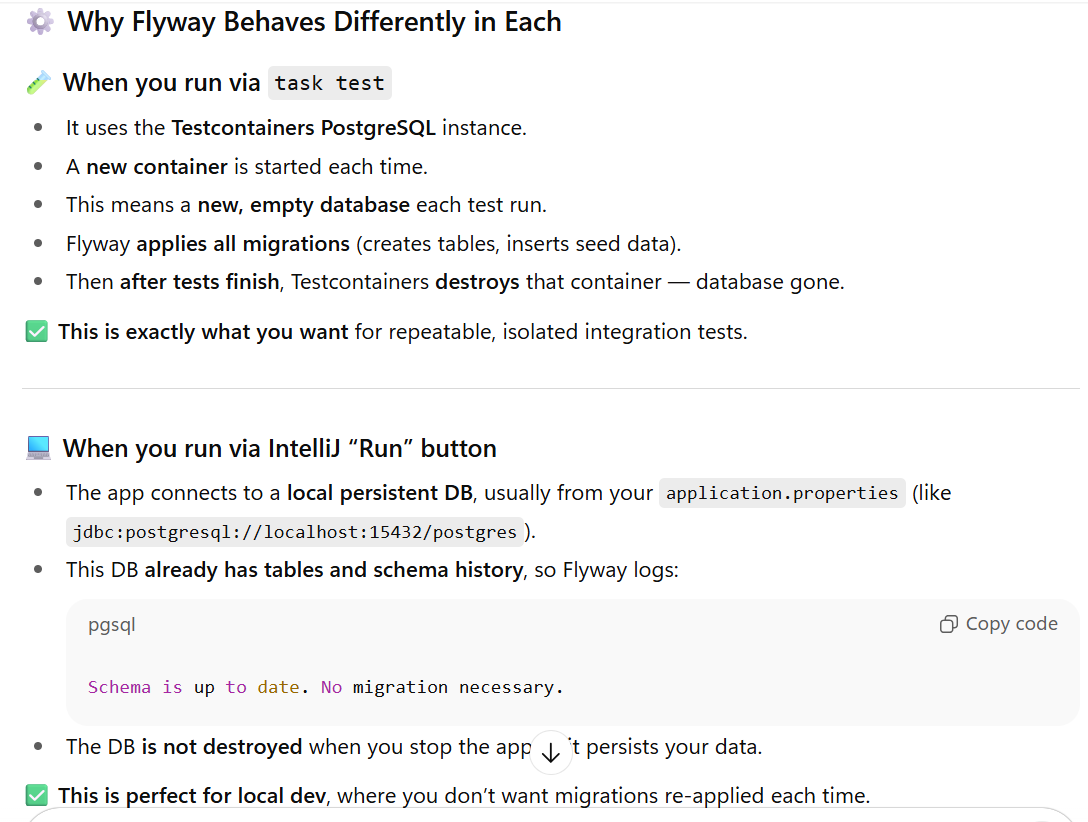 Why Flyway Behaves Differently in Each
When you run via task test
It uses the Testcontainers PostgreSQL instance.
A new container is started each time.
This means a new, empty database each test run.
Flyway applies all migrations (creates tables, inserts seed data).
Then after tests finish, Testcontainers destroys that container — database gone.
This is exactly what you want for repeatable, isolated integration tests.
When you run via IntelliJ “Run” button
The app connects to a local persistent DB, usually from your application.properties (like
jdbc:postgresql://localhost:15432/postgres ).
This DB already has tables and schema history, so Flyway logs:
pgsql
Copy code
Schema is up to date. No migration necessary.
The DB is not destroyed when you stop the app it persists your data.
This is perfect for local dev, where you don’t want migrations re-applied each time.